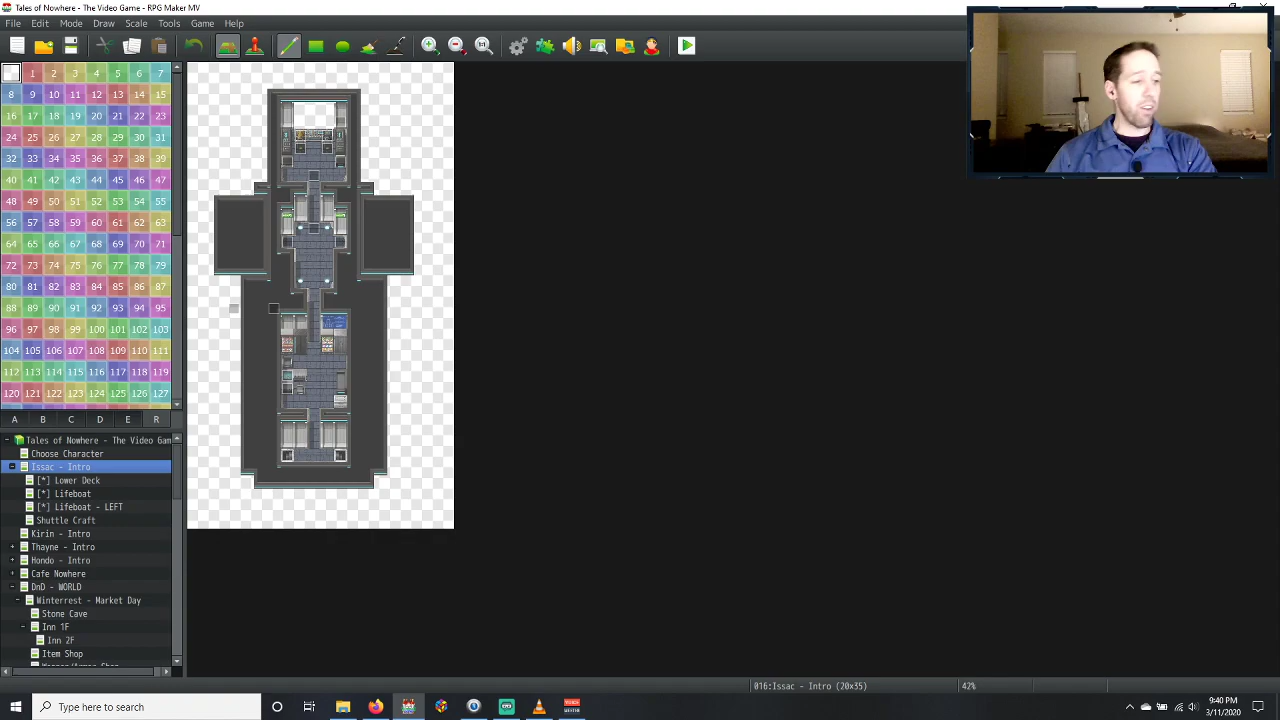 Tales of Nowhere - The Video Game - RPG Maker MV
File Edit Mode Draw Scale Tools Game Help
1 2 3 4 5 6 7
8 9 10 11 12 13 14 15
16 17 18 19 20 21 22 23
24 25 26 27 28 29 30 31
32 33 34 35 36 37 38 39
40 41 42 43 44 45 46 47
48 49 50 51 52 53 54 55
56 57 58 59 60 61 62 63
64 65 66 67 68 69 70 71
72 73 74 75 76 77 78 79
80 81 82 83 84 85 86 87
88 89 90 91 92 93 94 95
96 97 98 99 100 101 102 103
104 105 106 107 108 109 110 111
112 113 114 115 116 117 118 119
120 121 122 123 124 125 126 127
A B C D E R
Tales of Nowhere - The Video Gam
Choose Character
Issac - Intro
[*] Lower Deck
[*] Lifeboat
[*] Lifeboat - LEFT
Shuttle Craft
Kirin - Intro
Thayne - Intro
Hondo - Intro
Cafe Nowhere
DnD - WORLD
Winterrest - Market Day
Stone Cave
Inn 1F
Inn 2F
Item Shop
016:Issac - Intro (20x35) 42%
Type here to search
9:40 PM
3/11/2020